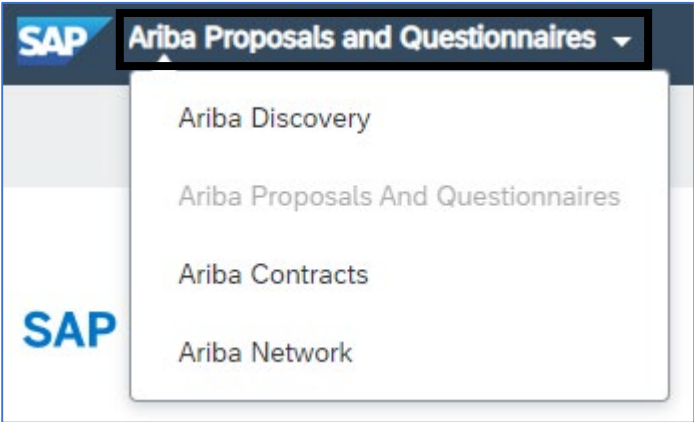 SAP Ariba Proposals and Questionnaires
Ariba Discovery
Ariba Proposals And Questionnaires
Ariba Contracts
SAP
Ariba Network